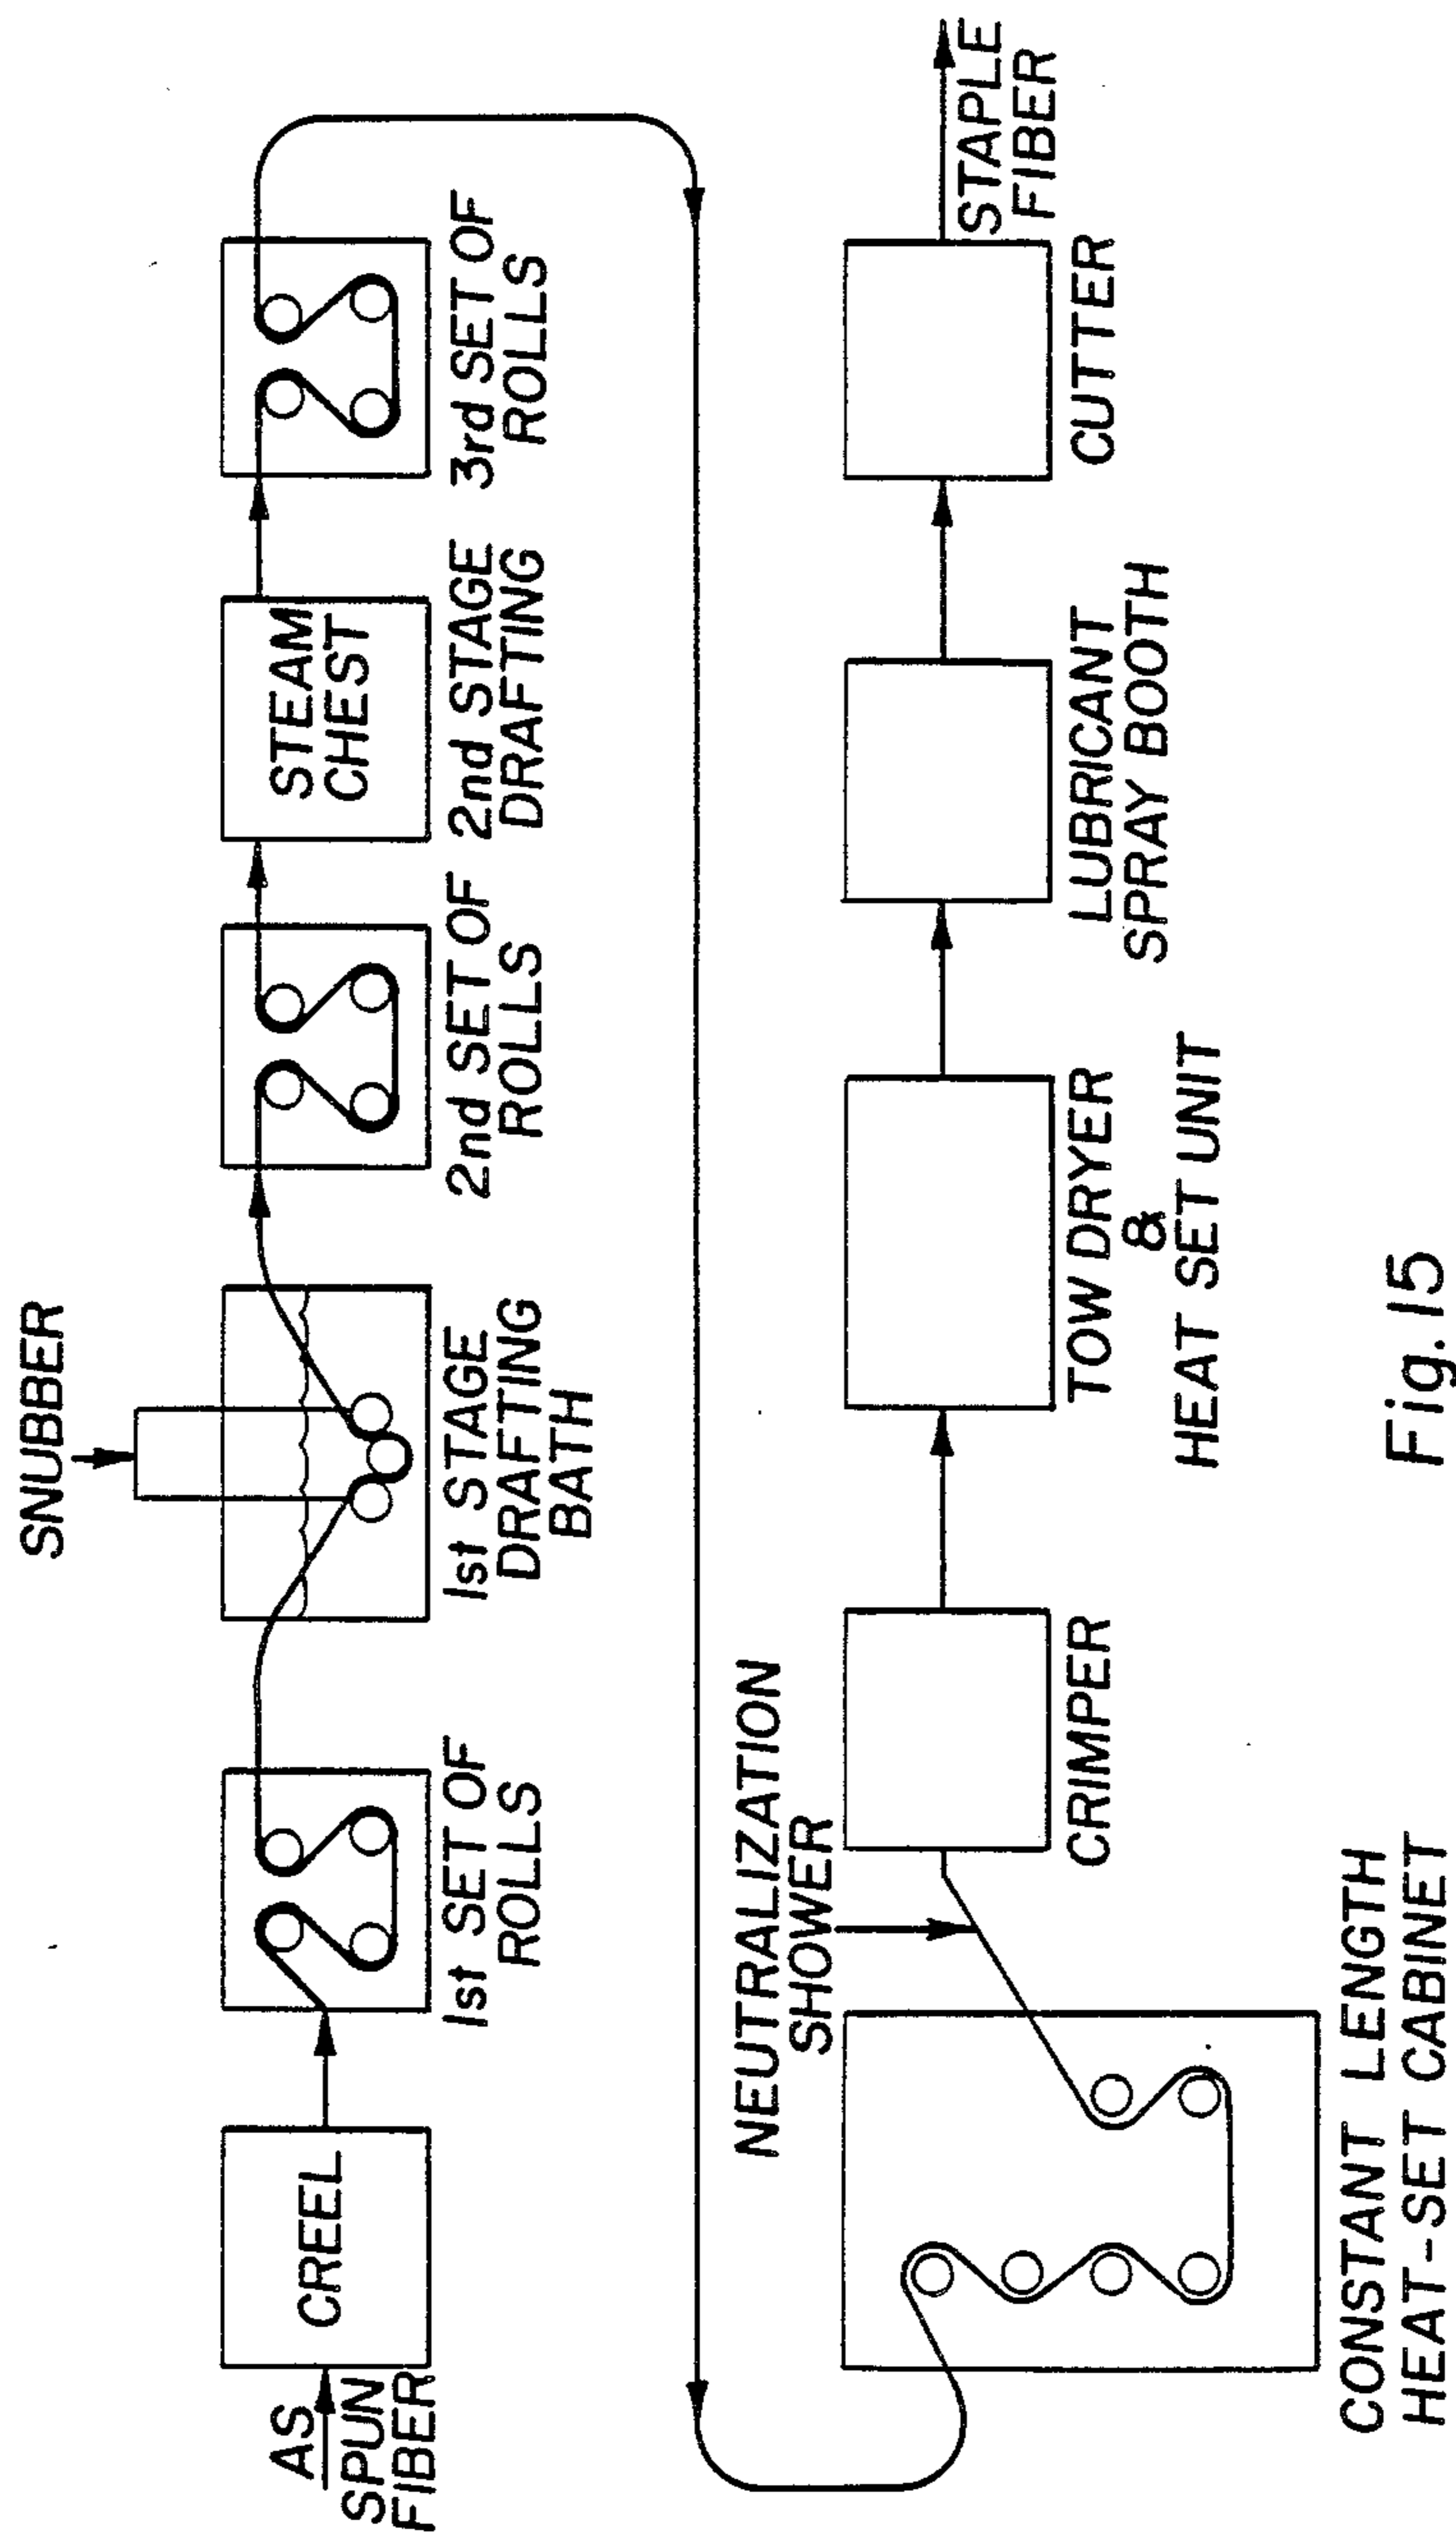 SNUBBER
AS
SPUN
FIBER
CREEL
1st SET OF
ROLLS
1st STAGE
DRAFTING
BATH
2nd SET OF
ROLLS
STEAM
CHEST
2nd STAGE
DRAFTING
3rd SET OF
ROLLS
CONSTANT LENGTH
HEAT-SET CABINET
NEUTRALIZATION
SHOWER
CRIMPER
TOW DRYER
&
HEAT SET UNIT
LUBRICANT
SPRAY BOOTH
CUTTER
STAPLE
FIBER
Fig. 15